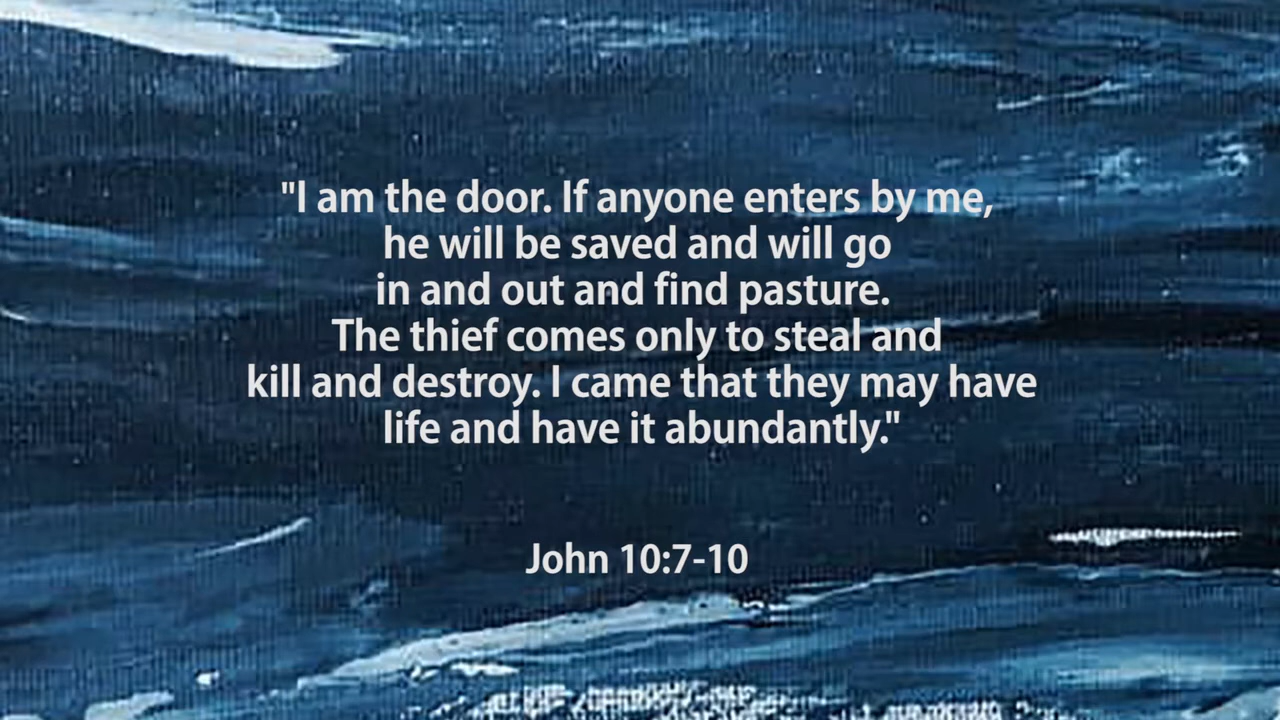 "I am the door. If anyone enters by me,
he will be saved and will go
in and out and find pasture.
The thief comes only to steal and
kill and destroy. I came that they may have
life and have it abundantly."
John 10:7-10